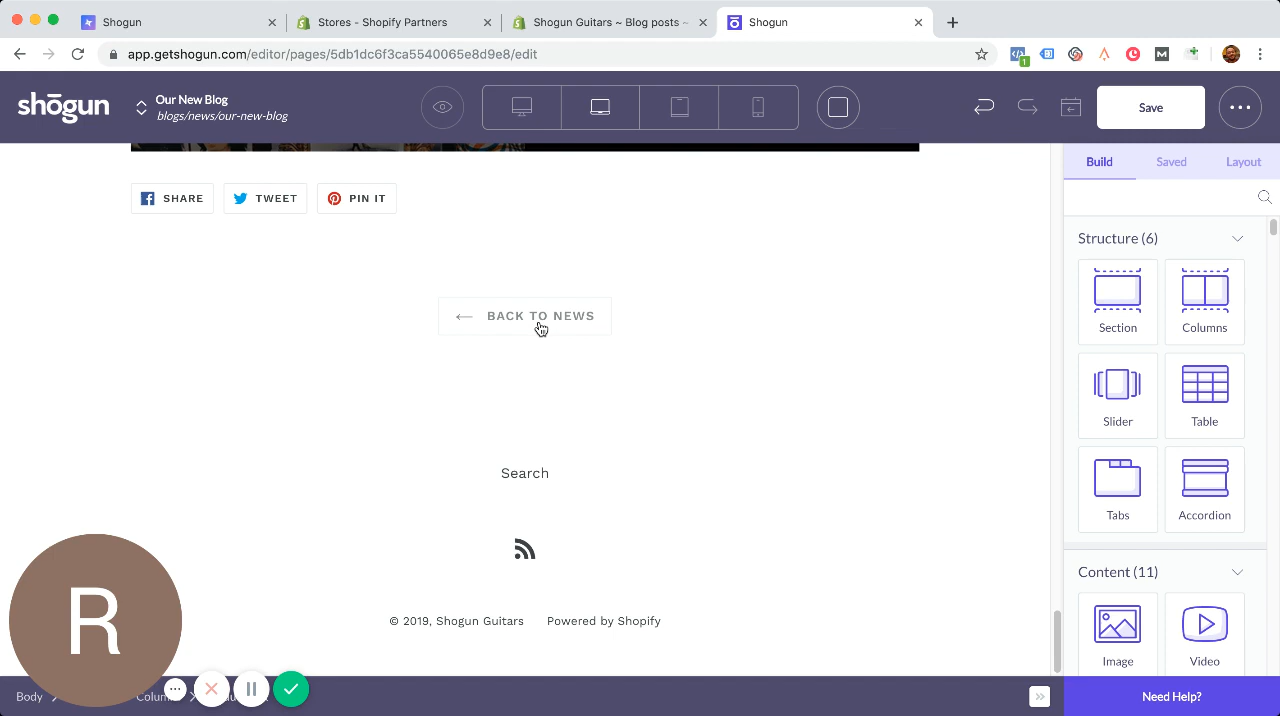 Shogun
Stores - Shopify Partners
Shogun Guitars ~ Blog posts ~
Shogun
app.getshogun.com/editor/pages/5db1dc6f3ca5540065e8d9e8/edit
1
M
shōgun
Our New Blog
blogs/news/our-new-blog
Save
Build
Saved
Layout
SHARE
TWEET
PIN IT
Structure (6)
BACK TO NEWS
Section
Columns
Slider
Table
Search
Tabs
Accordion
Content (11)
R
© 2019, Shogun Guitars
Powered by Shopify
Image
Video
Body
Colum
Need Help?